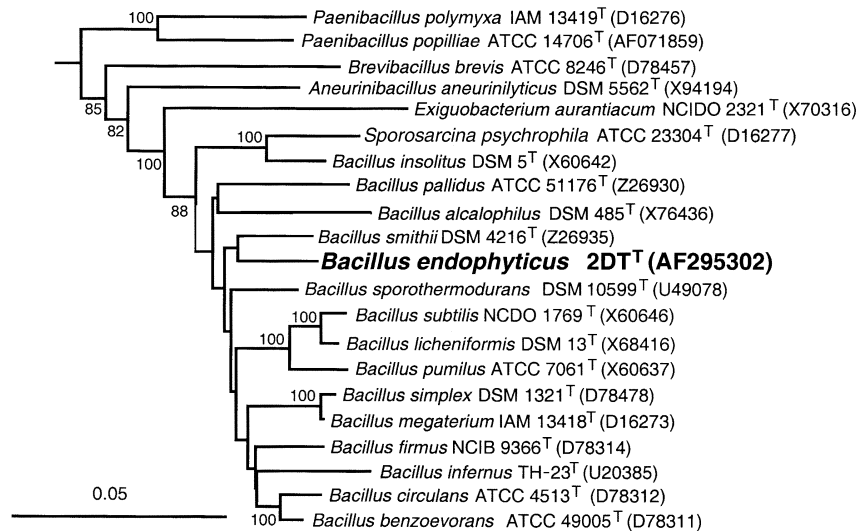 100 Paenibacillus polymyxa IAM 13419T (D16276)
Paenibacillus popilliae ATCC 14706T (AF071859)
Brevibacillus brevis ATCC 8246T (D78457)
85 Aneurinibacillus aneurinilyticus DSM 5562T (X94194)
Exiguobacterium aurantiacum NCIDO 2321T (X70316)
82
100 Sporosarcina psychrophila ATCC 23304T (D16277)
100 Bacillus insolitus DSM 5T (X60642)
Bacillus pallidus ATCC 51176T (Z26930)
88 Bacillus alcalophilus DSM 485T (X76436)
Bacillus smithii DSM 4216T (Z26935)
Bacillus endophyticus 2DTT (AF295302)
Bacillus sporothermodurans DSM 10599T (U49078)
100 Bacillus subtilis NCDO 1769T (X60646)
100 Bacillus licheniformis DSM 13T (X68416)
Bacillus pumilus ATCC 7061T (X60637)
100 Bacillus simplex DSM 1321T (D78478)
Bacillus megaterium IAM 13418T (D16273)
Bacillus firmus NCIB 9366T (D78314)
Bacillus infernus TH-23T (U20385)
0.05 Bacillus circulans ATCC 4513T (D78312)
100 Bacillus benzoevorans ATCC 49005T (D78311)